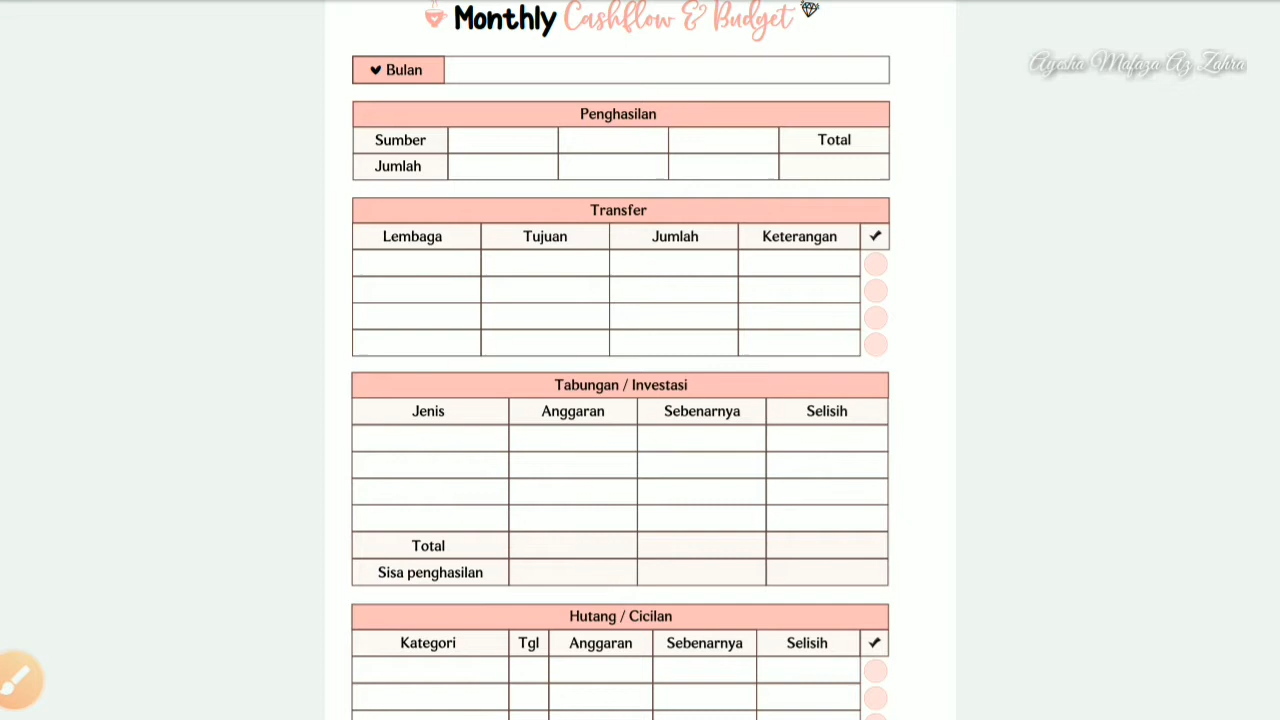 Monthly Cashflow & Budget
Ayesha Mafaza Az Zahra
Bulan
Penghasilan
Sumber Total
Jumlah
Transfer
Lembaga Tujuan Jumlah Keterangan
Tabungan / Investasi
Jenis Anggaran Sebenarnya Selisih
Total
Sisa penghasilan
Hutang / Cicilan
Kategori Tgl Anggaran Sebenarnya Selisih